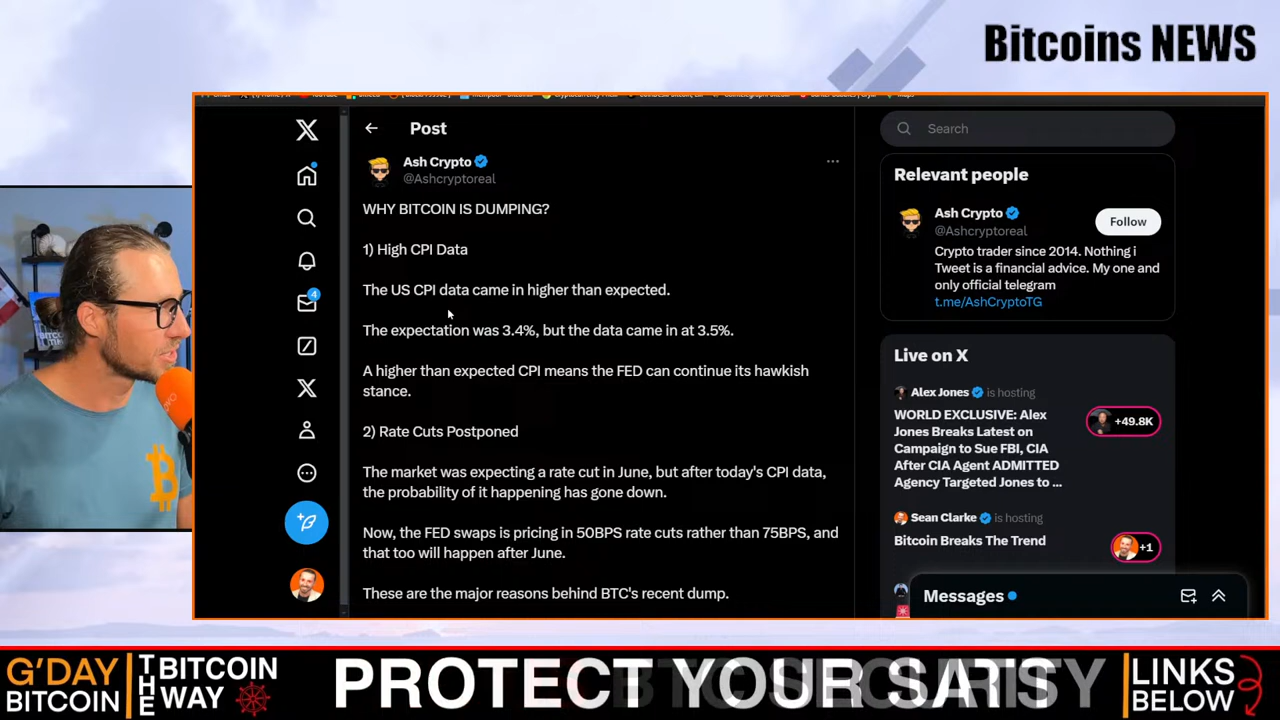 Bitcoins NEWS
Post
Search
Ash Crypto
@Ashcryptoreal
WHY BITCOIN IS DUMPING?
1) High CPI Data
The US CPI data came in higher than expected.
The expectation was 3.4%, but the data came in at 3.5%.
A higher than expected CPI means the FED can continue its hawkish
stance.
2) Rate Cuts Postponed
The market was expecting a rate cut in June, but after today's CPI data,
the probability of it happening has gone down.
Now, the FED swaps is pricing in 50BPS rate cuts rather than 75BPS, and
that too will happen after June.
These are the major reasons behind BTC's recent dump.
4
Relevant people
Ash Crypto
@Ashcryptoreal
Follow
Crypto trader since 2014. Nothing i
Tweet is a financial advice. My one and
only official telegram
t.me/AshCryptoTG
Live on X
Alex Jones is hosting
WORLD EXCLUSIVE: Alex
Jones Breaks Latest on
Campaign to Sue FBI, CIA
After CIA Agent ADMITTED
Agency Targeted Jones to ...
+49.8K
Sean Clarke is hosting
Bitcoin Breaks The Trend
+1
Messages
G'DAY
BITCOIN
THE
BITCOIN
WAY
PROTECT YOUR SATS
LINKS
BELOW